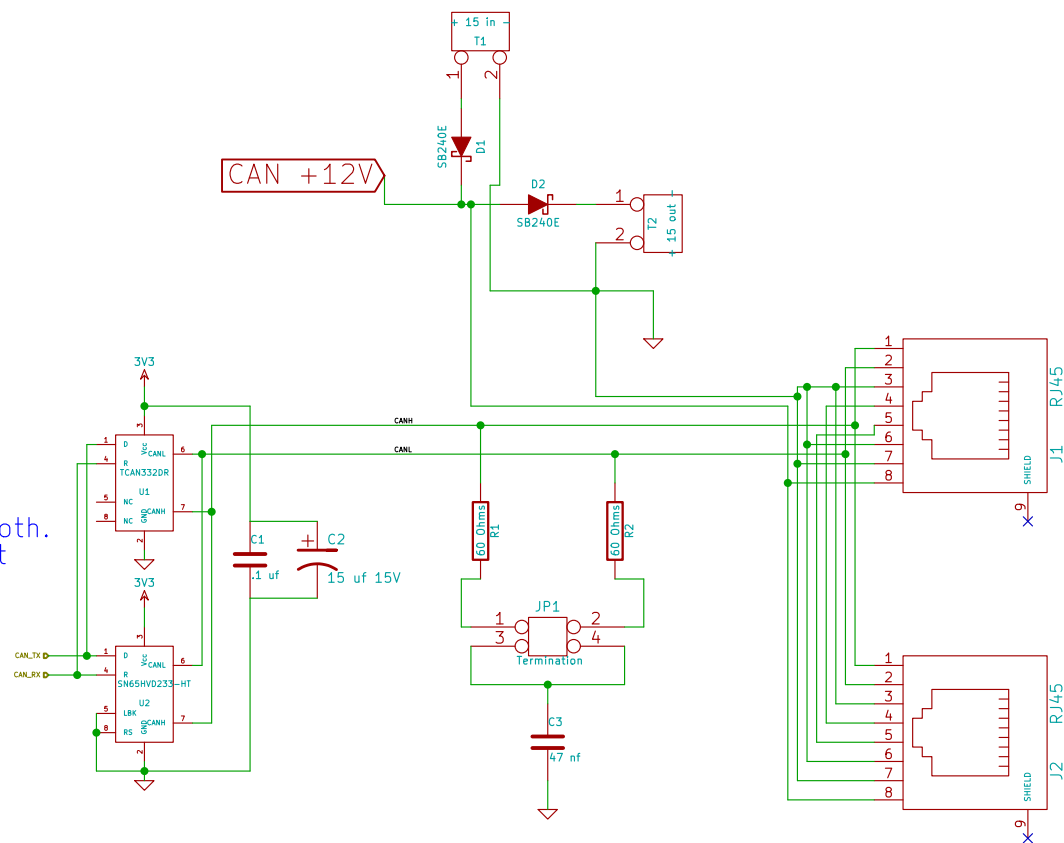 + 15 in -
T1
1
2
SB240E
D1
CAN +12V
D2
SB240E
1
2
T2
+ 15 out -
3V3
3
1
D
Vcc
CANL
6
4
R
TCAN332DR
U1
5
NC
8
NC
GND
CANH
7
2
CANH
CANL
oth.
t
C1
.1 uf
C2
15 uf 15V
60 Ohms
R1
60 Ohms
R2
3V3
3
CAN_TX
1
D
Vcc
CANL
6
CAN_RX
4
R
SN65HVD233-HT
U2
5
LBK
8
RS
GND
CANH
7
2
JP1
1
2
3
4
Termination
C3
47 nf
1
2
3
4
5
6
7
8
RJ45
J1
SHIELD
9
1
2
3
4
5
6
7
8
RJ45
J2
SHIELD
9